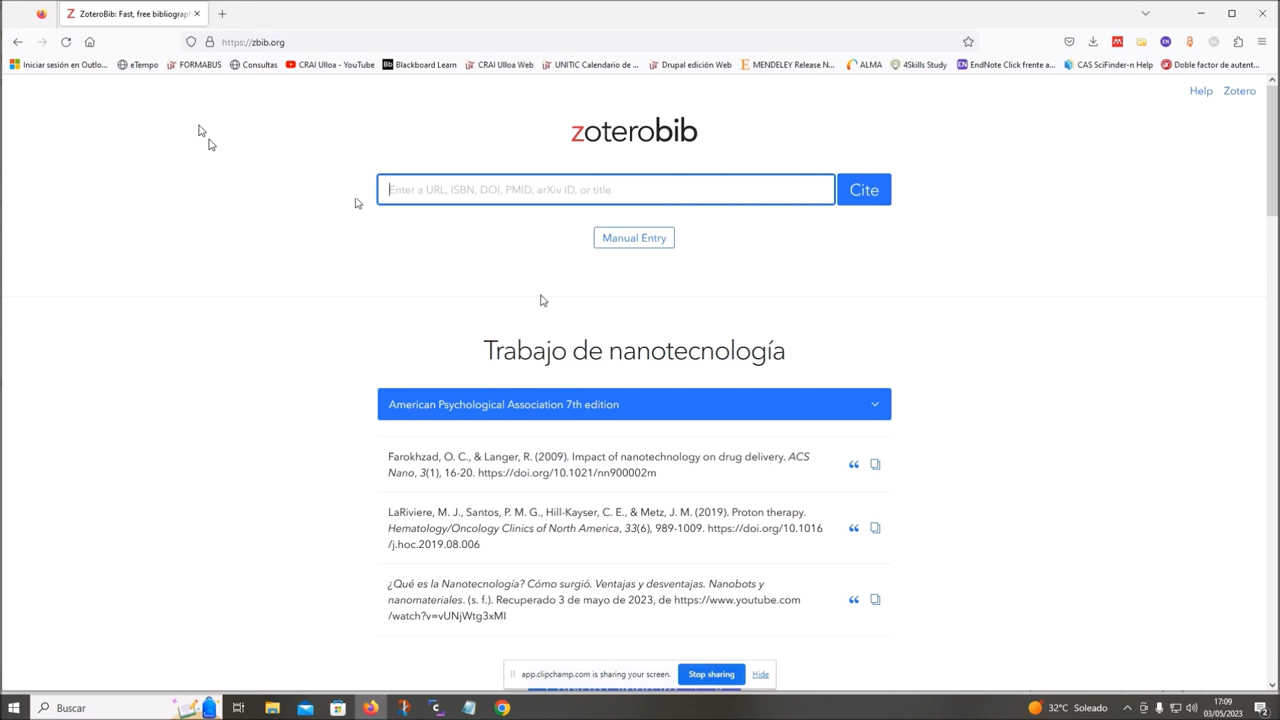 ZoteroBib: Fast, free bibliograph
https://zbib.org
Iniciar sesión en Outlo...
eTempo
FORMABUS
Consultas
CRAI Ulloa - YouTube
Blackboard Learn
CRAI Ulloa Web
UNITIC Calendario de ...
Drupal edición Web
MENDELEY Release N...
ALMA
4Skills Study
EndNote Click frente a...
CAS SciFinder-n Help
Doble factor de autent...
Help
Zotero
zoterobib
Enter a URL, ISBN, DOI, PMID, arXiv ID, or title
Cite
Manual Entry
Trabajo de nanotecnología
American Psychological Association 7th edition
Farokhzad, O. C., & Langer, R. (2009). Impact of nanotechnology on drug delivery. ACS
Nano, 3(1), 16-20. https://doi.org/10.1021/nn900002m
LaRiviere, M. J., Santos, P. M. G., Hill-Kayser, C. E., & Metz, J. M. (2019). Proton therapy.
Hematology/Oncology Clinics of North America, 33(6), 989-1009. https://doi.org/10.1016
/j.hoc.2019.08.006
¿Qué es la Nanotecnología? Cómo surgió. Ventajas y desventajas. Nanobots y
nanomateriales. (s. f.). Recuperado 3 de mayo de 2023, de https://www.youtube.com
/watch?v=vUNjWtg3xMI
app.clipchamp.com is sharing your screen.
Stop sharing
Hide
Buscar
32°C Soleado
17:09
03/05/2023